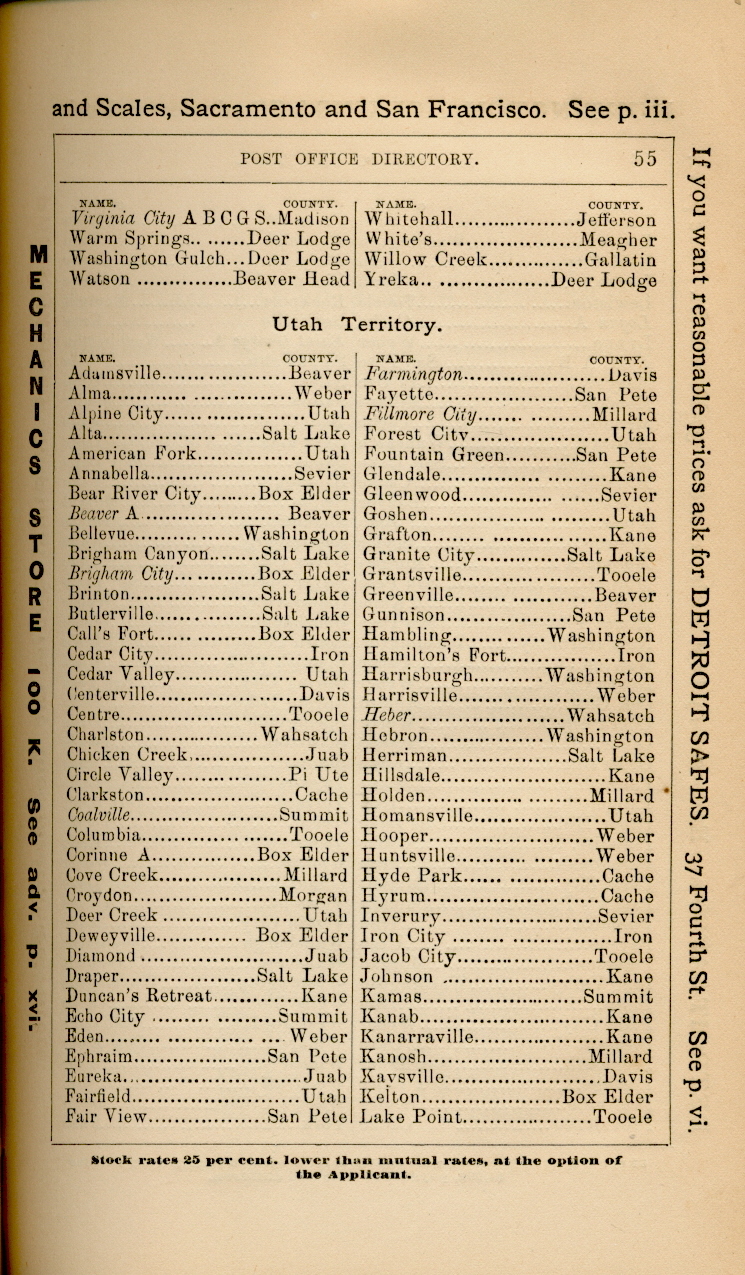 and Scales, Sacramento and San Francisco. See p. iii.
POST OFFICE DIRECTORY. 55
NAME. COUNTY.
Virginia City A B C G S..Madison
Warm Springs.. .......Deer Lodge
Washington Gulch...Deer Lodge
Watson ..............Beaver Head
NAME. COUNTY.
Whitehall...................Jefferson
White's.......................Meagher
Willow Creek...............Gallatin
Yreka.. .................Deer Lodge
Utah Territory.
NAME. COUNTY.
Adamsville....................Beaver
Alma............ ................Weber
Alpine City...... ...............Utah
Alta................. ......Salt Lake
American Fork.................Utah
Annabella.......................Sevier
Bear River City.........Box Elder
Beaver A...................... Beaver
Bellevue.......... ......Washington
Brigham Canyon........Salt Lake
Brigham City... ..........Box Elder
Brinton.....................Salt Lake
Butlerville.................Salt Lake
Call's Fort...... ...........Box Elder
Cedar City.........................Iron
Cedar Valley.................... Utah
Centerville.......................Davis
Centre...........................Tooele
Charlston..................Wahsatch
Chicken Creek..................Juab
Circle Valley..................Pi Ute
Clarkston........................Cache
Coalville.......................Summit
Columbia.............. ........Tooele
Corinne A................Box Elder
Cove Creek....................Millard
Croydon.......................Morgan
Deer Creek .......................Utah
Deweyville.............. Box Elder
Diamond ...........................Juab
Draper......................Salt Lake
Duncan's Retreat.............Kane
Echo City ......... ..........Summit
Eden......... .............. .... Weber
Ephraim......................San Pete
Eureka..............................Juab
Fairfield............................Utah
Fair View...................San Pete
NAME. COUNTY.
Farmington.......................Davis
Fayette.......................San Pete
Fillmore City....... .........Millard
Forest City.......................Utah
Fountain Green...........San Pete
Glendale................ .........Kane
Gleenwood.............. .......Sevier
Goshen................... .........Utah
Grafton........ ....................Kane
Granite City..............Salt Lake
Grantsville......................Tooele
Greenville........ ..............Beaver
Gunnison....................San Pete
Hambling..............Washington
Hamilton's Fort.................Iron
Harrisburgh...........Washington
Harrisville......................Weber
Heber.........................Wahsatch
Hebron...................Washington
Herriman...................Salt Lake
Hillsdale...........................Kane
Holden............... ...........Millard
Homansville.....................Utah
Hooper...........................Weber
Huntsville........... ..........Weber
Hyde Park...... ...............Cache
Hyrum...........................Cache
Inverury.........................Sevier
Iron City ........ ................Iron
Jacob City......................Tooele
Johnson ..........................Kane
Kamas.........................Summit
Kanab..............................Kane
Kanarraville.....................Kane
Kanosh.........................Millard
Kaysville.........................Davis
Kelton......................Box Elder
Lake Point.....................Tooele
Stock rates 25 per cent. lower than mutual rates, at the option of
the Applicant.
MECHANICS STORE 100 K. See adv. p. xvi.
If you want reasonable prices ask for DETROIT SAFES. 37 Fourth St. See p. vi.